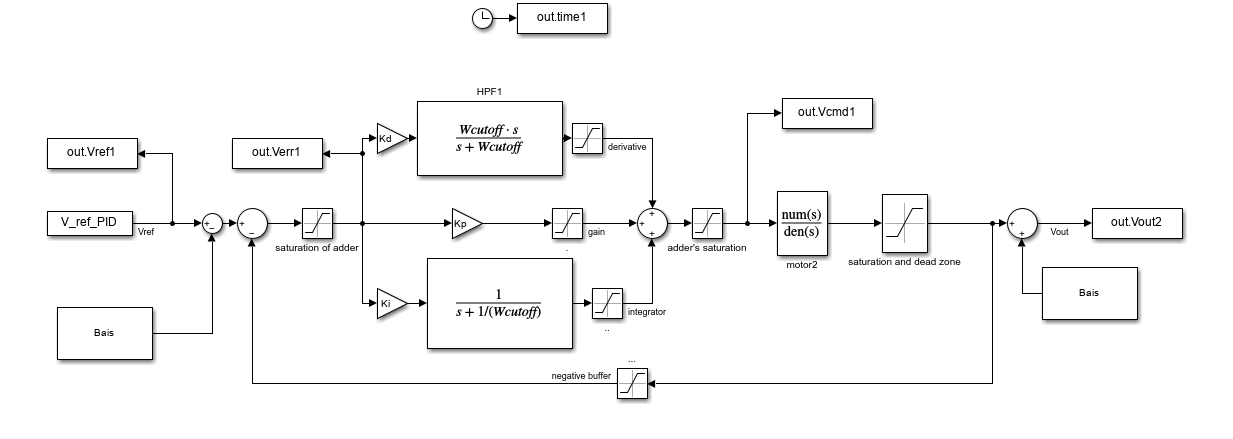 out.time1
HPF1
out.Vcmd1
out.Vref1
out.Verr1
Kd
Wcutoff · s
s + Wcutoff
derivative
V_ref_PID
Vref
+
−
+
−
saturation of adder
Kp
gain
.
+
+
+
adder's saturation
num(s)
den(s)
motor2
saturation and dead zone
+
+
Vout
out.Vout2
Bais
Bais
Ki
1
s + 1/(Wcutoff)
integrator
..
...
negative buffer